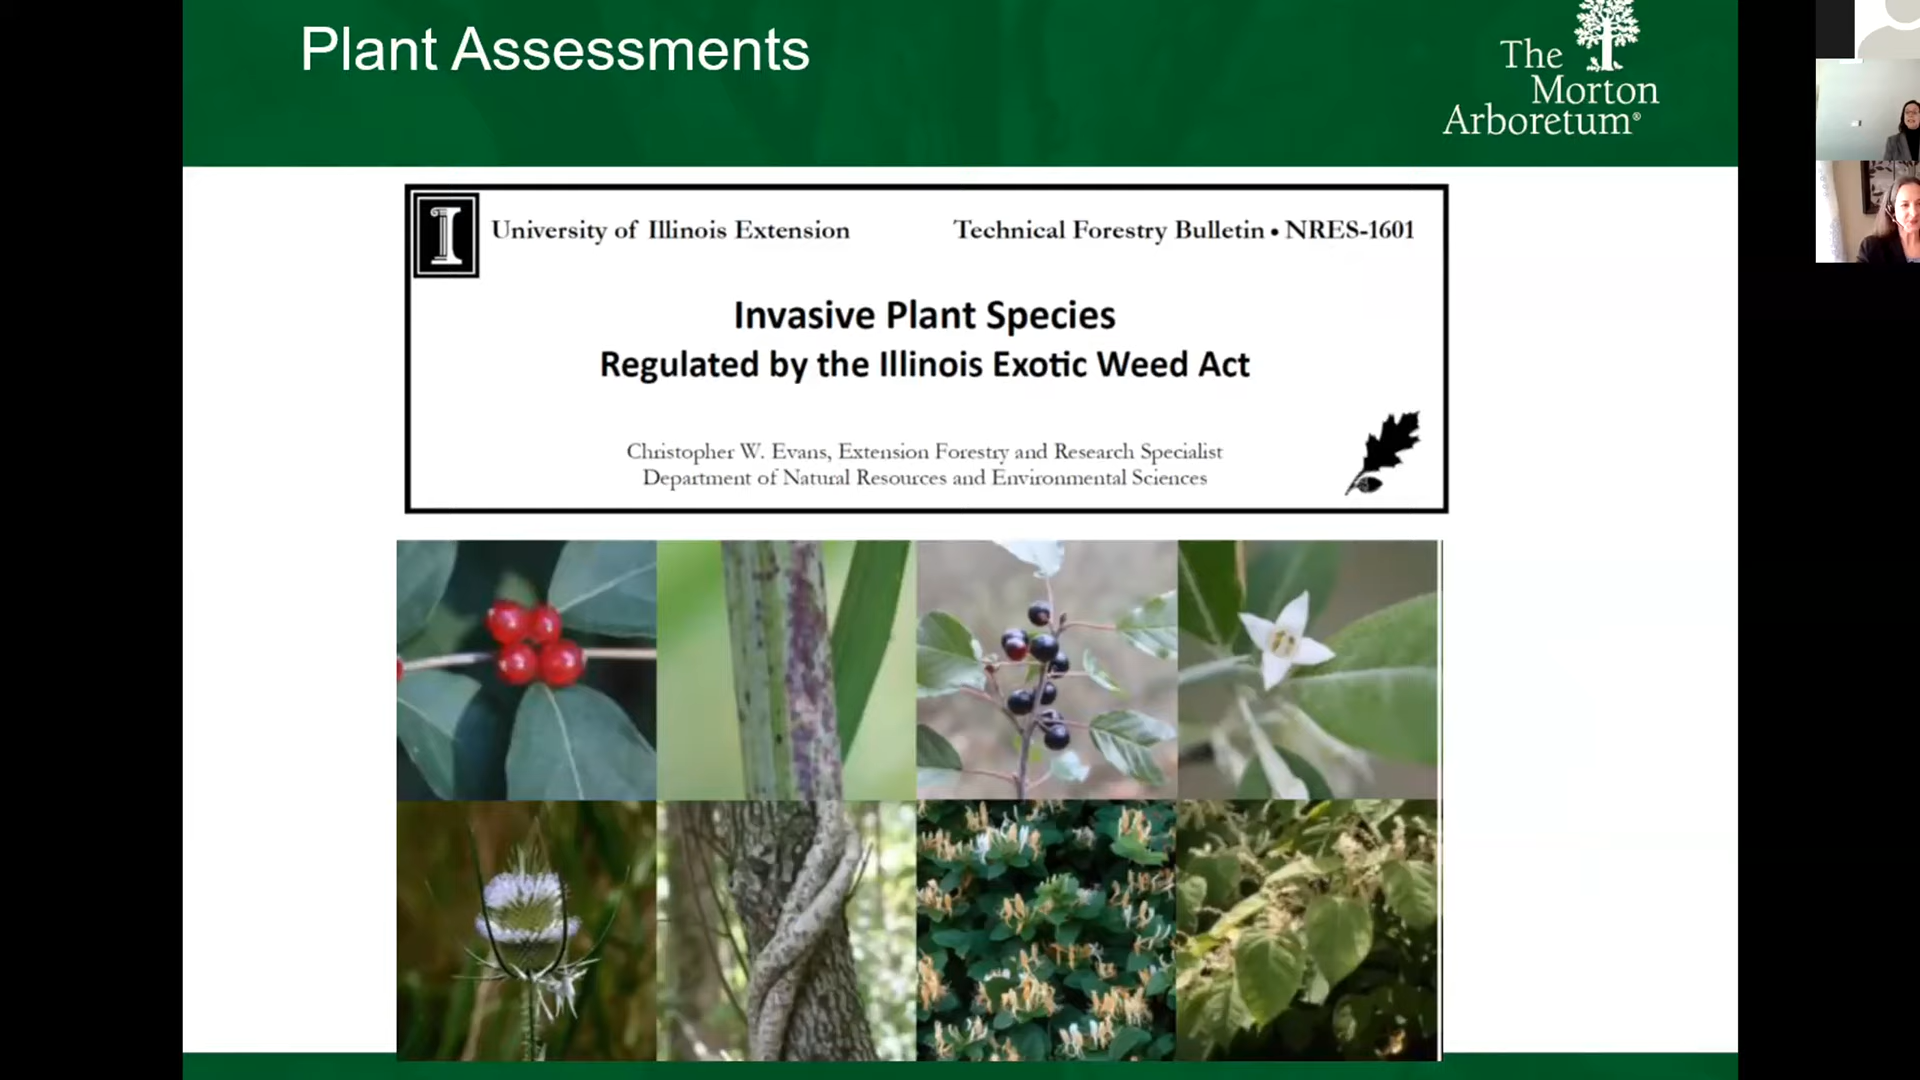 Plant Assessments
The
Morton
Arboretum®
I
University of Illinois Extension
Technical Forestry Bulletin • NRES-1601
Invasive Plant Species
Regulated by the Illinois Exotic Weed Act
Christopher W. Evans, Extension Forestry and Research Specialist
Department of Natural Resources and Environmental Sciences